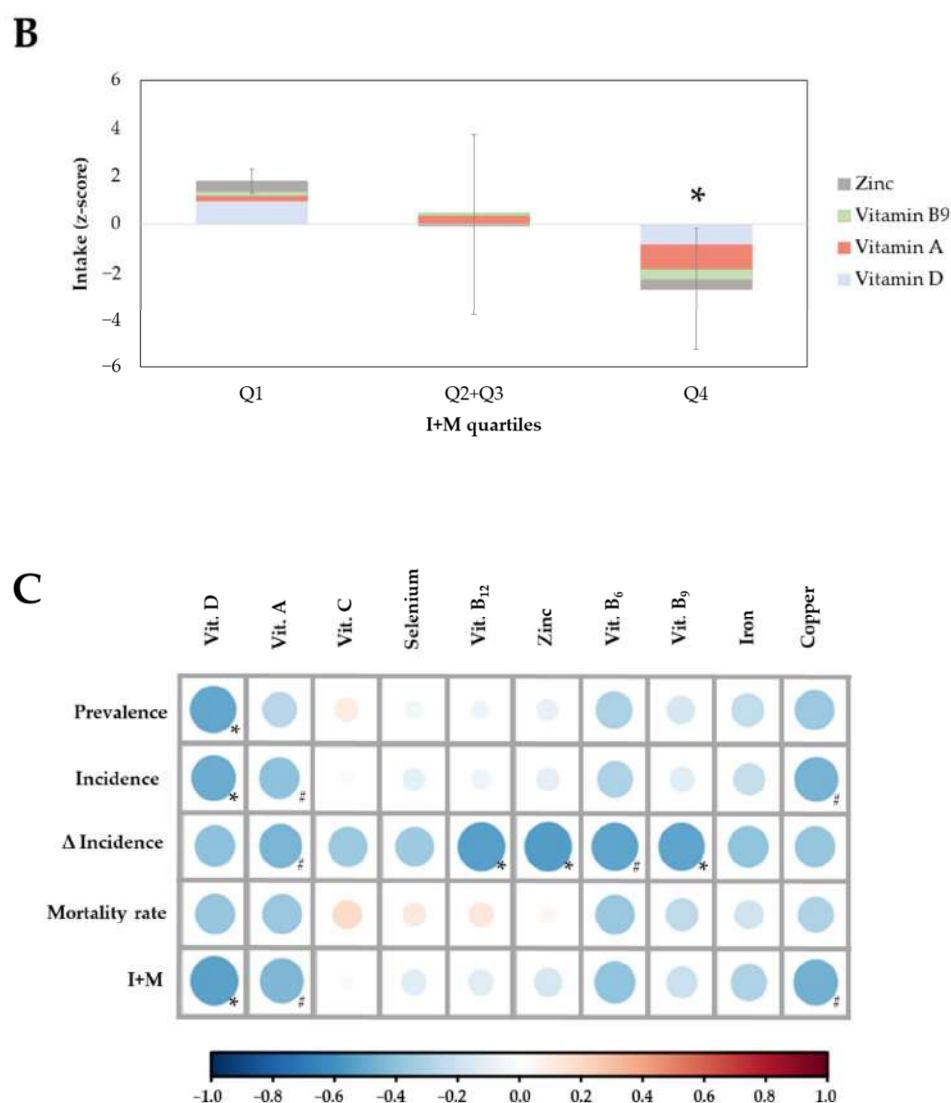 B
6
4
2
0
−2
−4
−6
Intake (z-score)
*
Q1
Q2+Q3
Q4
I+M quartiles
Zinc
Vitamin B9
Vitamin A
Vitamin D
C
Vit. D
Vit. A
Vit. C
Selenium
Vit. B₁₂
Zinc
Vit. B₆
Vit. B₉
Iron
Copper
Prevalence
*
Incidence
* # #
Δ Incidence
# * * # *
Mortality rate
I+M
* # #
−1.0 −0.8 −0.6 −0.4 −0.2 0.0 0.2 0.4 0.6 0.8 1.0